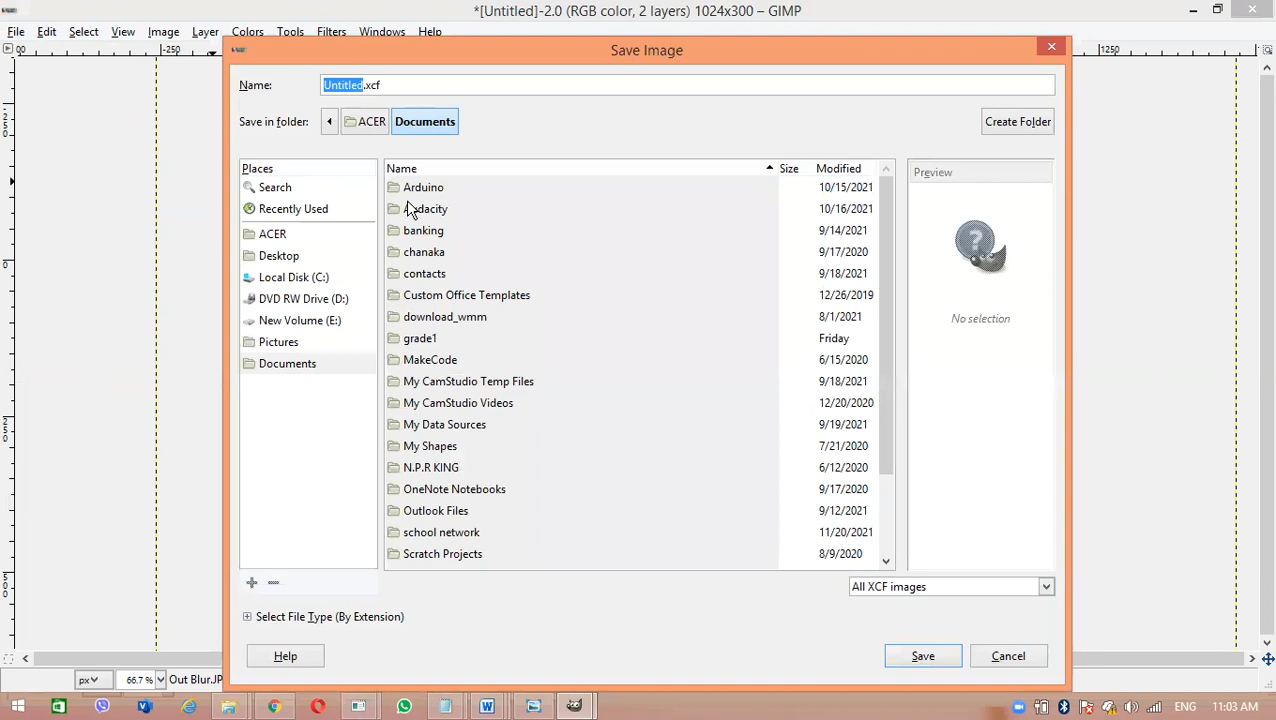 *[Untitled]-2.0 (RGB color, 2 layers) 1024x300 – GIMP
File Edit Select View Image Layer Colors Tools Filters Windows Help
Save Image
00 -250 1250
Name: Untitled.xcf
Save in folder: ACER Documents Create Folder
Places Name Size Modified Preview
Search Arduino 10/15/2021
Recently Used Audacity 10/16/2021
ACER banking 9/14/2021
Desktop chanaka 9/17/2020
Local Disk (C:) contacts 9/18/2021
DVD RW Drive (D:) Custom Office Templates 12/26/2019
New Volume (E:) download_wmm 8/1/2021 No selection
Pictures grade1 Friday
Documents MakeCode 6/15/2020
My CamStudio Temp Files 9/18/2021
My CamStudio Videos 12/20/2020
My Data Sources 9/19/2021
My Shapes 7/21/2020
N.P.R KING 6/12/2020
OneNote Notebooks 9/17/2020
Outlook Files 9/12/2021
school network 11/20/2021
Scratch Projects 8/9/2020
All XCF images
Select File Type (By Extension)
Help Save Cancel
px 66.7 % Out Blur.JP
ENG 11:03 AM